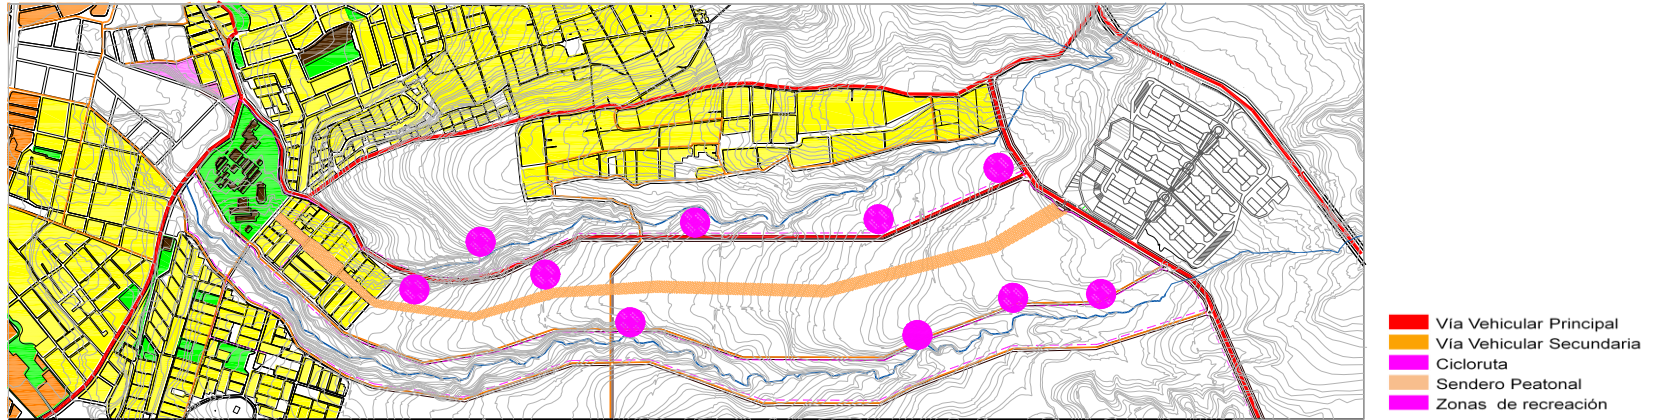 Vía Vehicular Principal
Vía Vehicular Secundaria
Cicloruta
Sendero Peatonal
Zonas de recreación